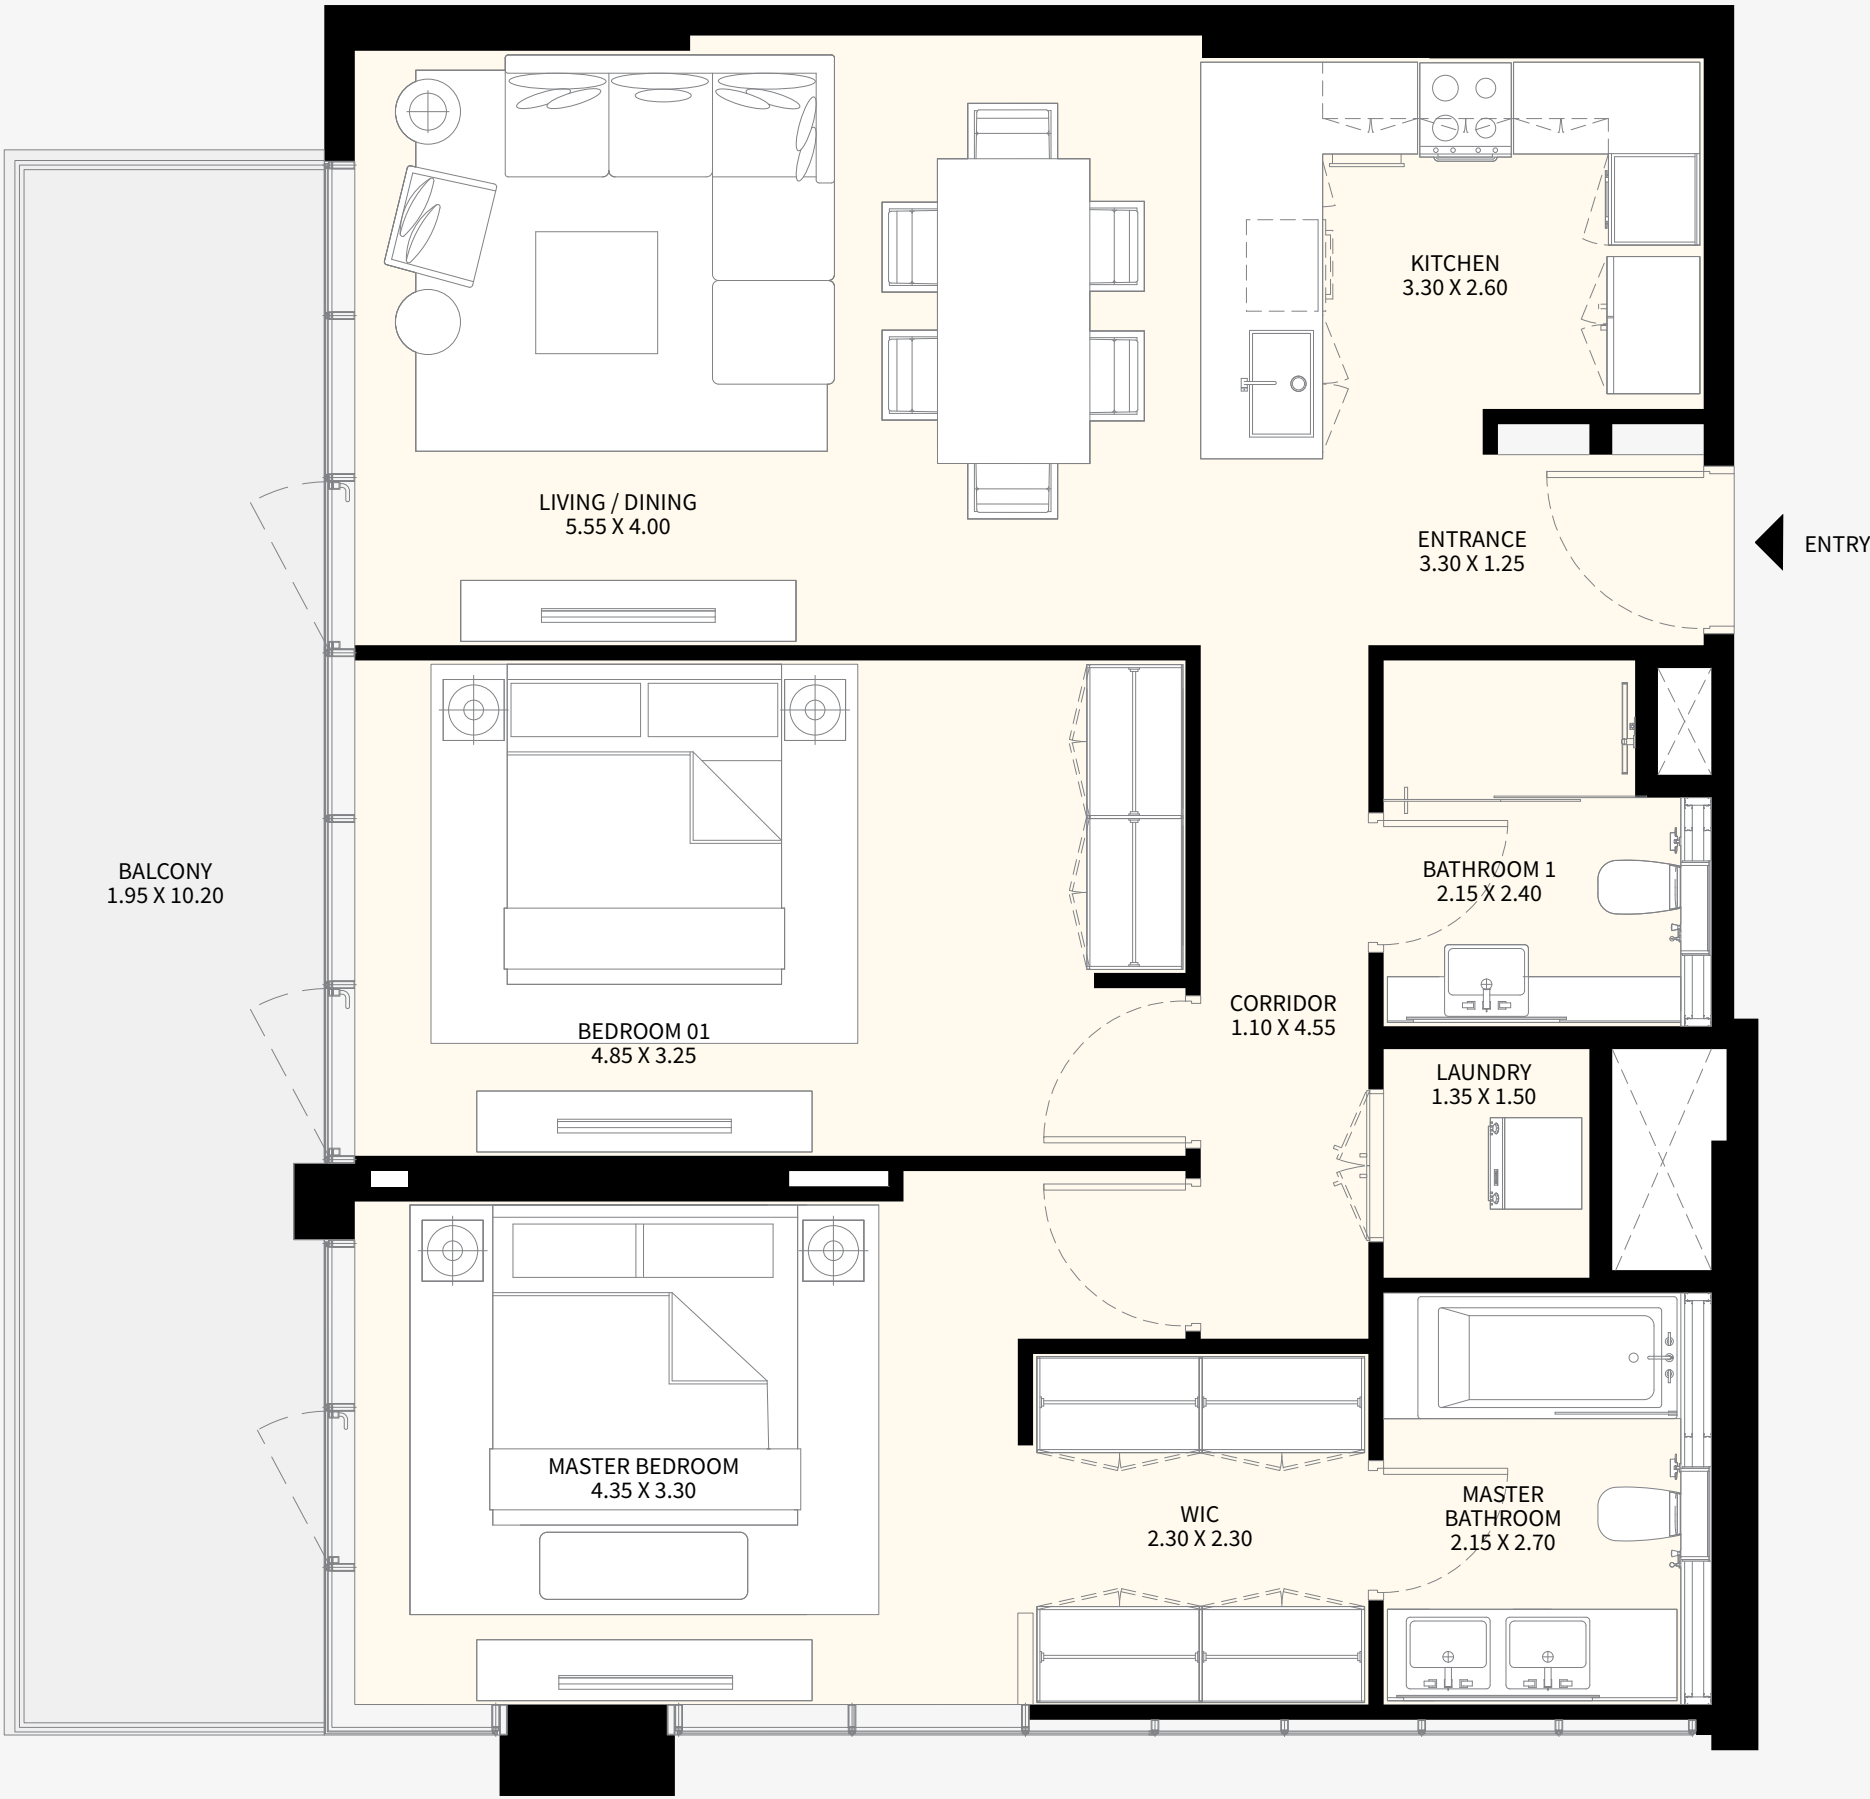 KITCHEN
3.30 X 2.60
LIVING / DINING
5.55 X 4.00
ENTRANCE
3.30 X 1.25
ENTRY
BALCONY
1.95 X 10.20
BATHROOM 1
2.15 X 2.40
BEDROOM 01
4.85 X 3.25
CORRIDOR
1.10 X 4.55
LAUNDRY
1.35 X 1.50
MASTER BEDROOM
4.35 X 3.30
WIC
2.30 X 2.30
MASTER
BATHROOM
2.15 X 2.70